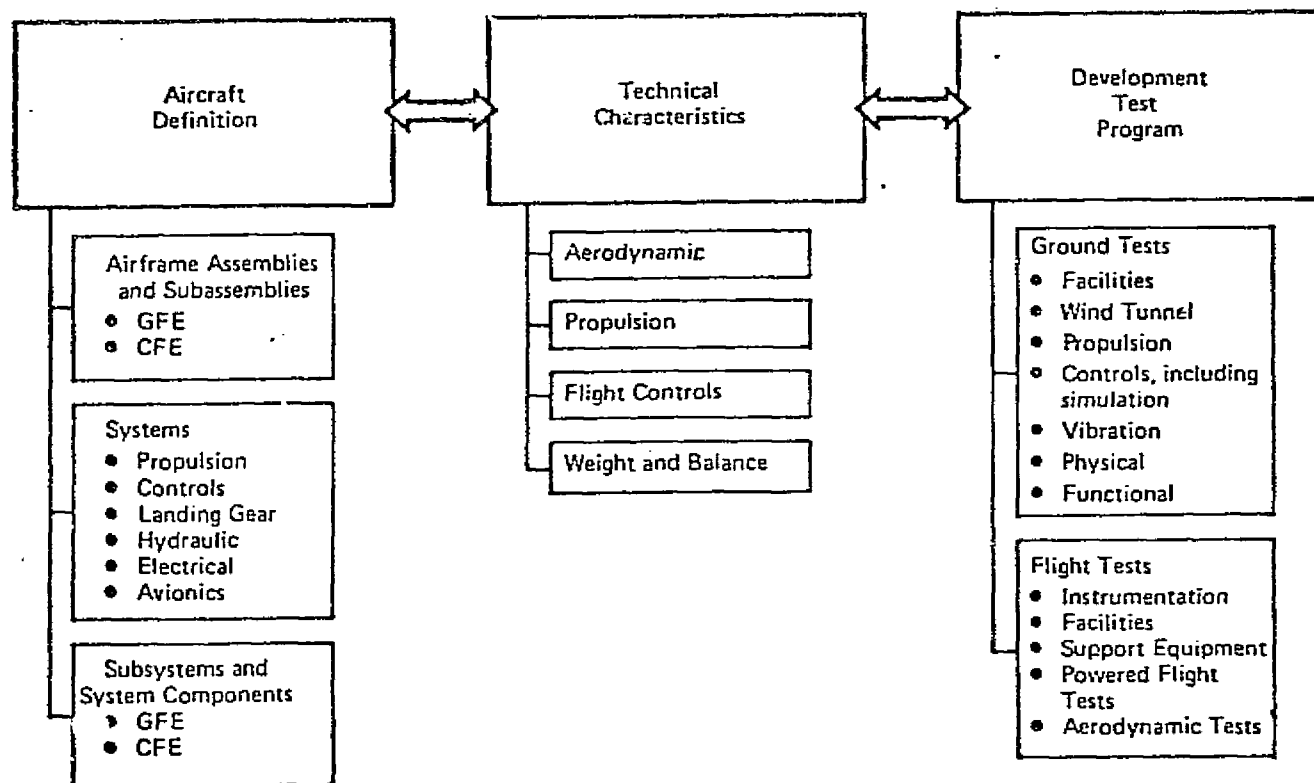 Aircraft
Definition
Technical
Characteristics
Development
Test
Program
Airframe Assemblies
and Subassemblies
● GFE
● CFE
Systems
● Propulsion
● Controls
● Landing Gear
● Hydraulic
● Electrical
● Avionics
Subsystems and
System Components
● GFE
● CFE
Aerodynamic
Propulsion
Flight Controls
Weight and Balance
Ground Tests
● Facilities
● Wind Tunnel
● Propulsion
● Controls, including
simulation
● Vibration
● Physical
● Functional
Flight Tests
● Instrumentation
● Facilities
● Support Equipment
● Powered Flight
Tests
● Aerodynamic Tests